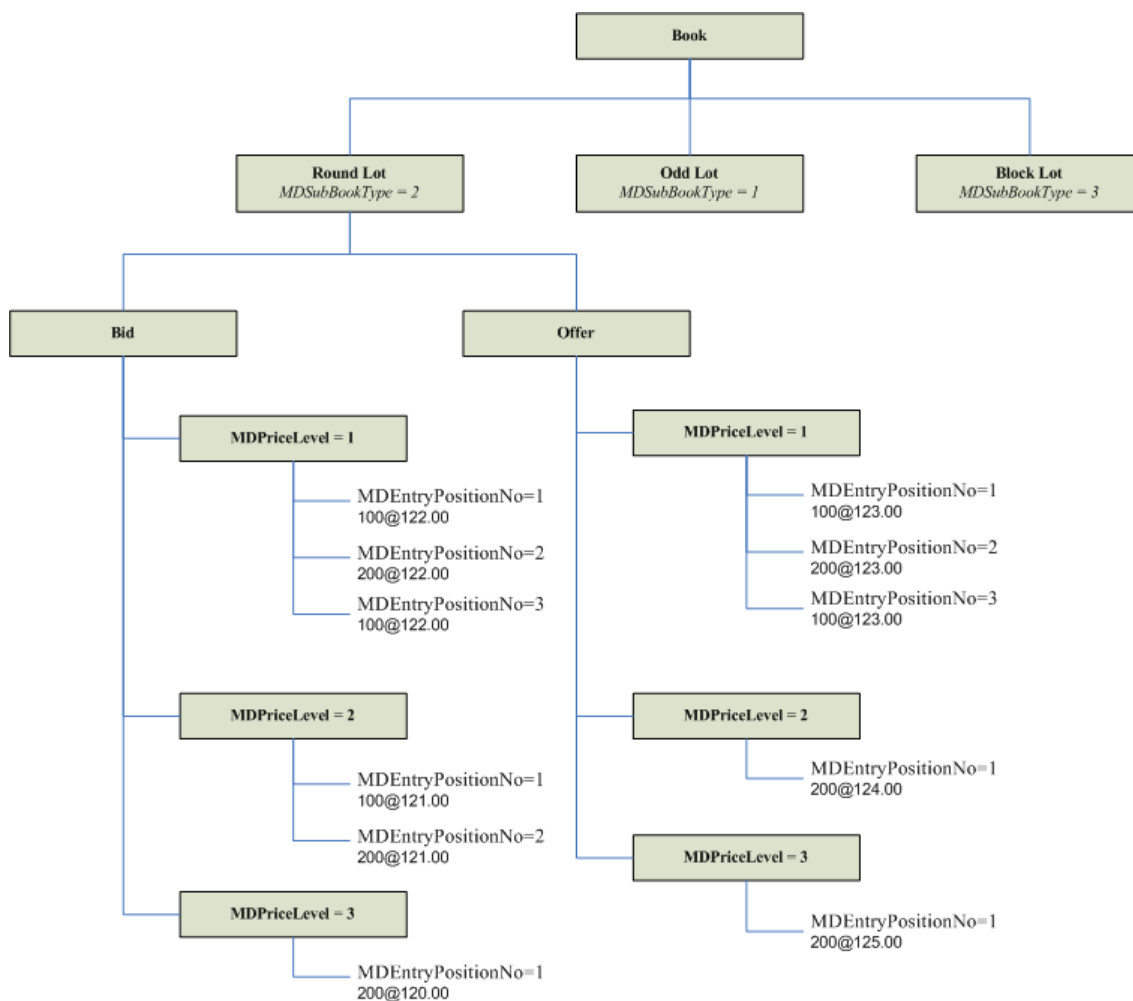 Book
Round Lot
MDSubBookType = 2
Odd Lot
MDSubBookType = 1
Block Lot
MDSubBookType = 3
Bid
Offer
MDPriceLevel = 1
MDEntryPositionNo=1
100@122.00
MDEntryPositionNo=2
200@122.00
MDEntryPositionNo=3
100@122.00
MDPriceLevel = 2
MDEntryPositionNo=1
100@121.00
MDEntryPositionNo=2
200@121.00
MDPriceLevel = 3
MDEntryPositionNo=1
200@120.00
MDPriceLevel = 1
MDEntryPositionNo=1
100@123.00
MDEntryPositionNo=2
200@123.00
MDEntryPositionNo=3
100@123.00
MDPriceLevel = 2
MDEntryPositionNo=1
200@124.00
MDPriceLevel = 3
MDEntryPositionNo=1
200@125.00